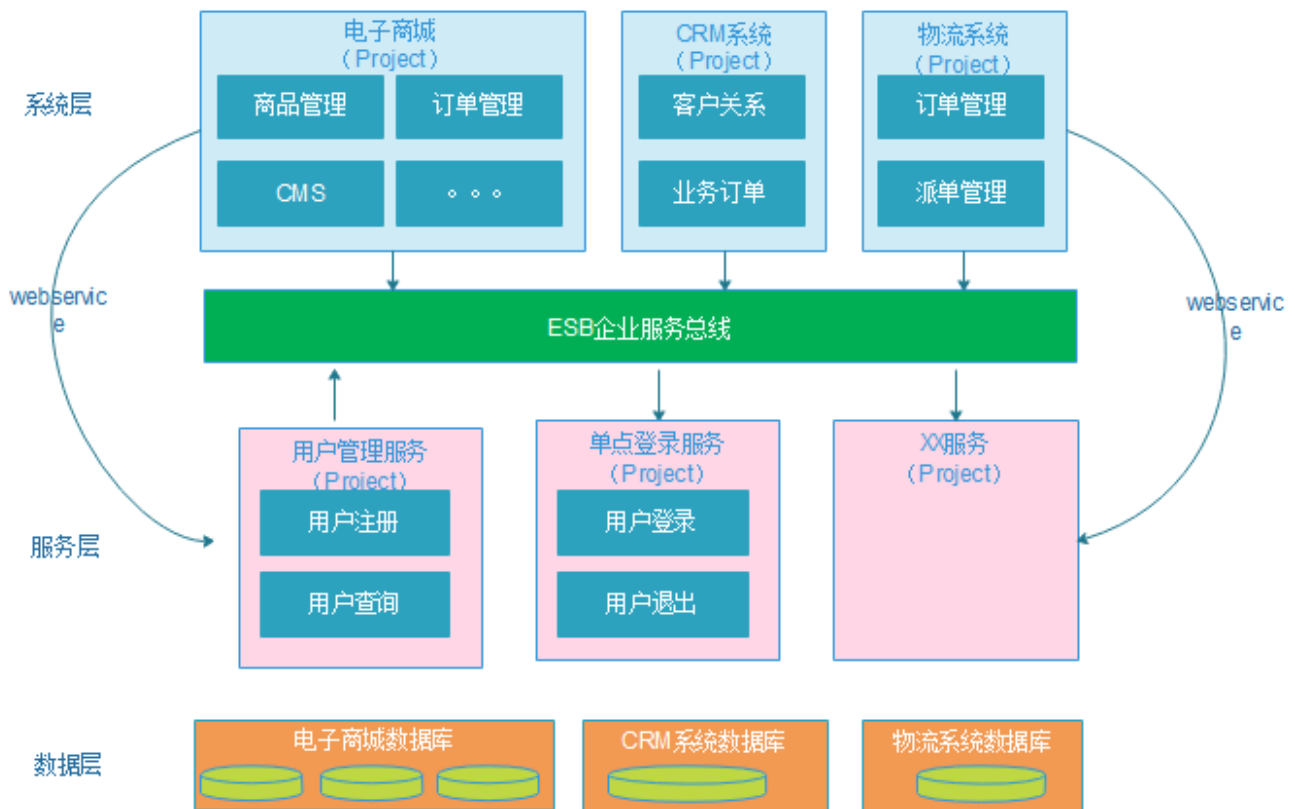 电子商城
（Project）
CRM系统
（Project）
物流系统
（Project）
系统层
商品管理
订单管理
客户关系
订单管理
CMS
。。。
业务订单
派单管理
webservic
e
webservic
e
ESB企业服务总线
用户管理服务
（Project）
单点登录服务
（Project）
XX服务
（Project）
用户注册
用户登录
服务层
用户查询
用户退出
电子商城数据库
CRM系统数据库
物流系统数据库
数据层